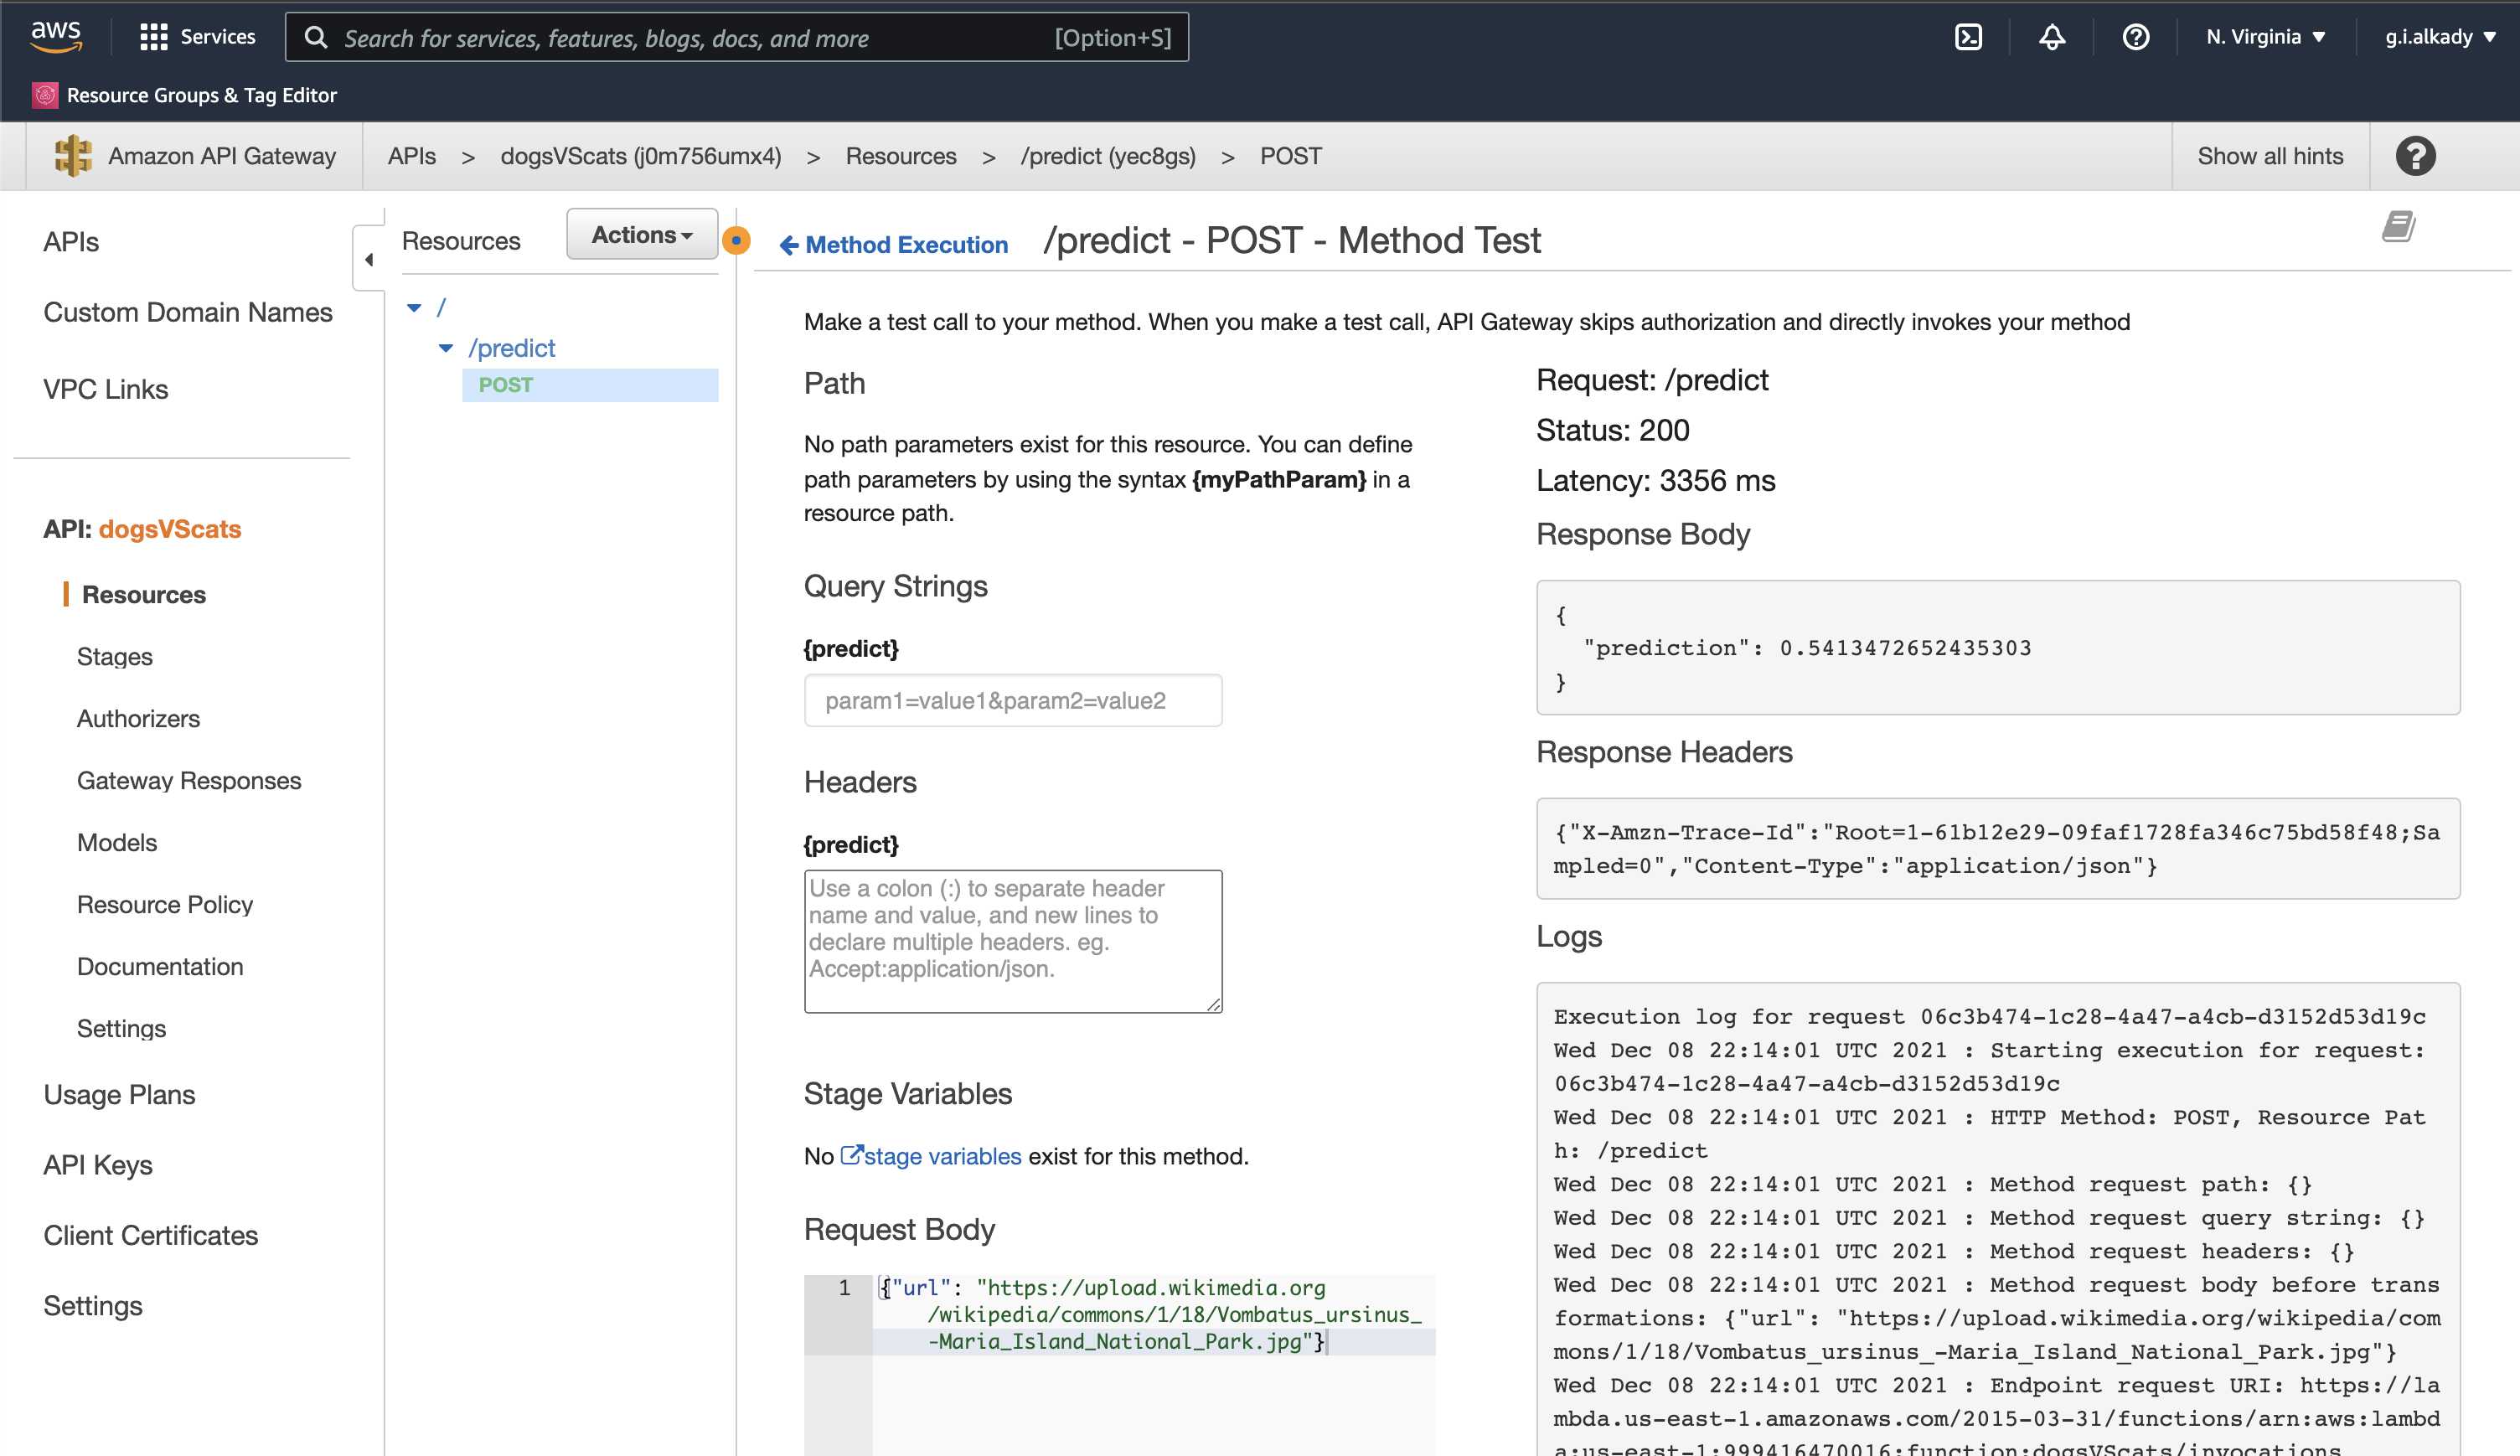 aws
Services
Search for services, features, blogs, docs, and more
[Option+S]
N. Virginia
g.i.alkady
Resource Groups & Tag Editor
Amazon API Gateway
APIs > dogsVScats (j0m756umx4) > Resources > /predict (yec8gs) > POST
Show all hints
APIs
Custom Domain Names
VPC Links
API: dogsVScats
Resources
Stages
Authorizers
Gateway Responses
Models
Resource Policy
Documentation
Settings
Usage Plans
API Keys
Client Certificates
Settings
Resources
Actions
/
/predict
POST
Method Execution
/predict - POST - Method Test
Make a test call to your method. When you make a test call, API Gateway skips authorization and directly invokes your method
Path
No path parameters exist for this resource. You can define
path parameters by using the syntax {myPathParam} in a
resource path.
Query Strings
{predict}
param1=value1&param2=value2
Headers
{predict}
Use a colon (:) to separate header
name and value, and new lines to
declare multiple headers. eg.
Accept:application/json.
Stage Variables
No stage variables exist for this method.
Request Body
1
{"url": "https://upload.wikimedia.org
/wikipedia/commons/1/18/Vombatus_ursinus_
-Maria_Island_National_Park.jpg"}
Request: /predict
Status: 200
Latency: 3356 ms
Response Body
{
"prediction": 0.5413472652435303
}
Response Headers
{"X-Amzn-Trace-Id":"Root=1-61b12e29-09faf1728fa346c75bd58f48;Sa
mpled=0","Content-Type":"application/json"}
Logs
Execution log for request 06c3b474-1c28-4a47-a4cb-d3152d53d19c
Wed Dec 08 22:14:01 UTC 2021 : Starting execution for request:
06c3b474-1c28-4a47-a4cb-d3152d53d19c
Wed Dec 08 22:14:01 UTC 2021 : HTTP Method: POST, Resource Pat
h: /predict
Wed Dec 08 22:14:01 UTC 2021 : Method request path: {}
Wed Dec 08 22:14:01 UTC 2021 : Method request query string: {}
Wed Dec 08 22:14:01 UTC 2021 : Method request headers: {}
Wed Dec 08 22:14:01 UTC 2021 : Method request body before trans
formations: {"url": "https://upload.wikimedia.org/wikipedia/com
mons/1/18/Vombatus_ursinus_-Maria_Island_National_Park.jpg"}
Wed Dec 08 22:14:01 UTC 2021 : Endpoint request URI: https://la
mbda.us-east-1.amazonaws.com/2015-03-31/functions/arn:aws:lambd
a:us-east-1:999416470016:function:dogsVScats/invocations